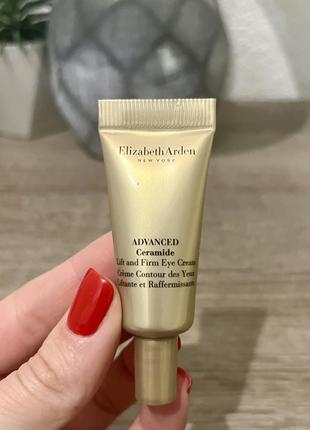 Elizabeth Arden
NEW YORK
ADVANCED
Ceramide
Lift and Firm Eye Cream
Crème Contour des Yeux
Liftante et Raffermissante